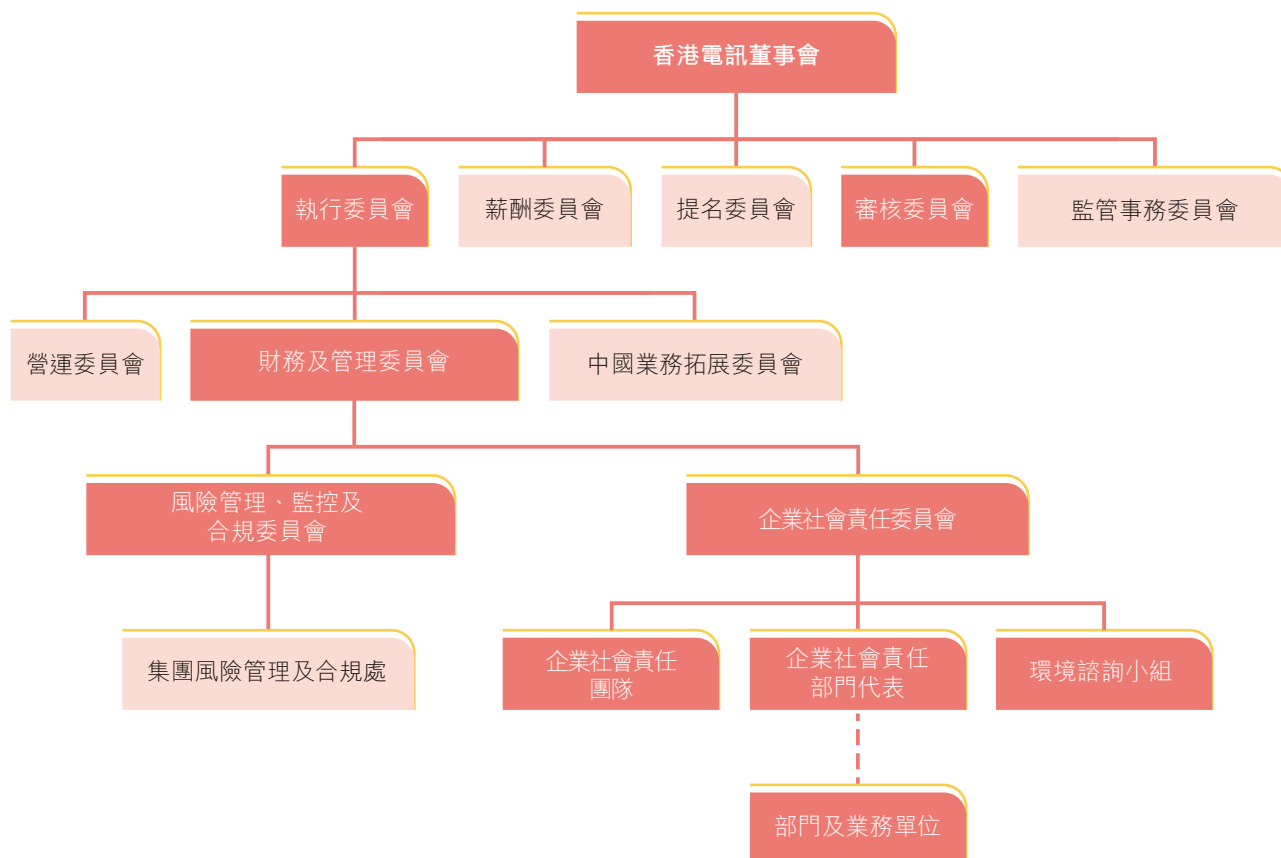 香港電訊董事會
執行委員會
薪酬委員會
提名委員會
審核委員會
監管事務委員會
營運委員會
財務及管理委員會
中國業務拓展委員會
風險管理、監控及
合規委員會
企業社會責任委員會
集團風險管理及合規處
企業社會責任
團隊
企業社會責任
部門代表
環境諮詢小組
部門及業務單位